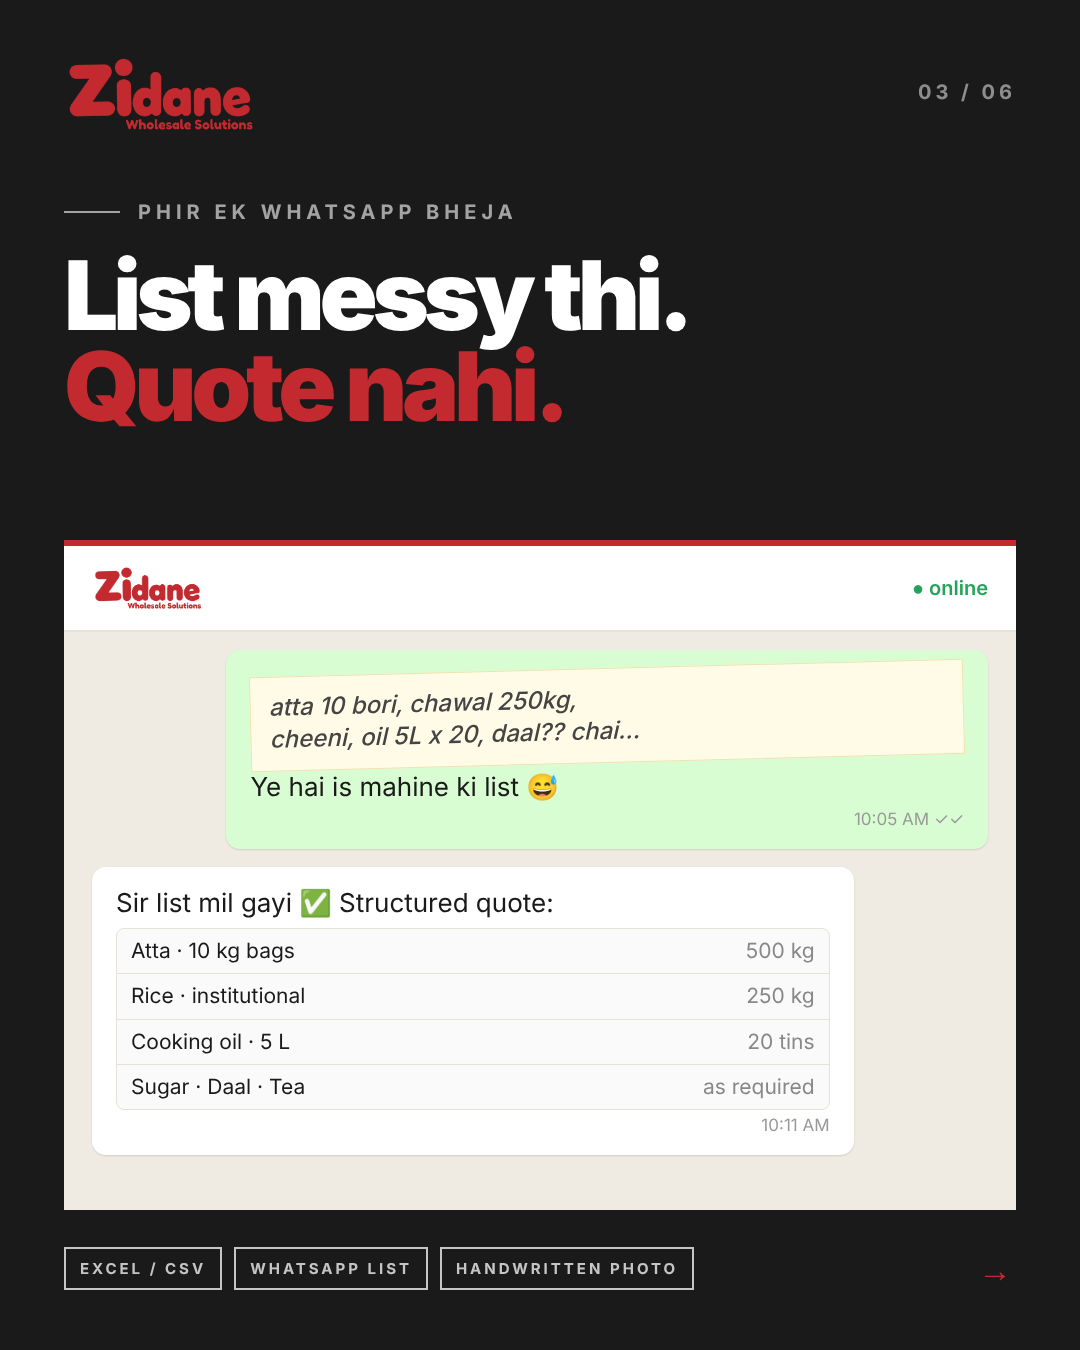 Zidane
Wholesale Solutions
03 / 06
PHIR EK WHATSAPP BHEJA
List messy thi.
Quote nahi.
Zidane
Wholesale Solutions
● online
atta 10 bori, chawal 250kg,
cheeni, oil 5L x 20, daal?? chai...
Ye hai is mahine ki list 😅
10:05 AM ✓✓
Sir list mil gayi ✅ Structured quote:
Atta · 10 kg bags 500 kg
Rice · institutional 250 kg
Cooking oil · 5 L 20 tins
Sugar · Daal · Tea as required
10:11 AM
EXCEL / CSV WHATSAPP LIST HANDWRITTEN PHOTO →